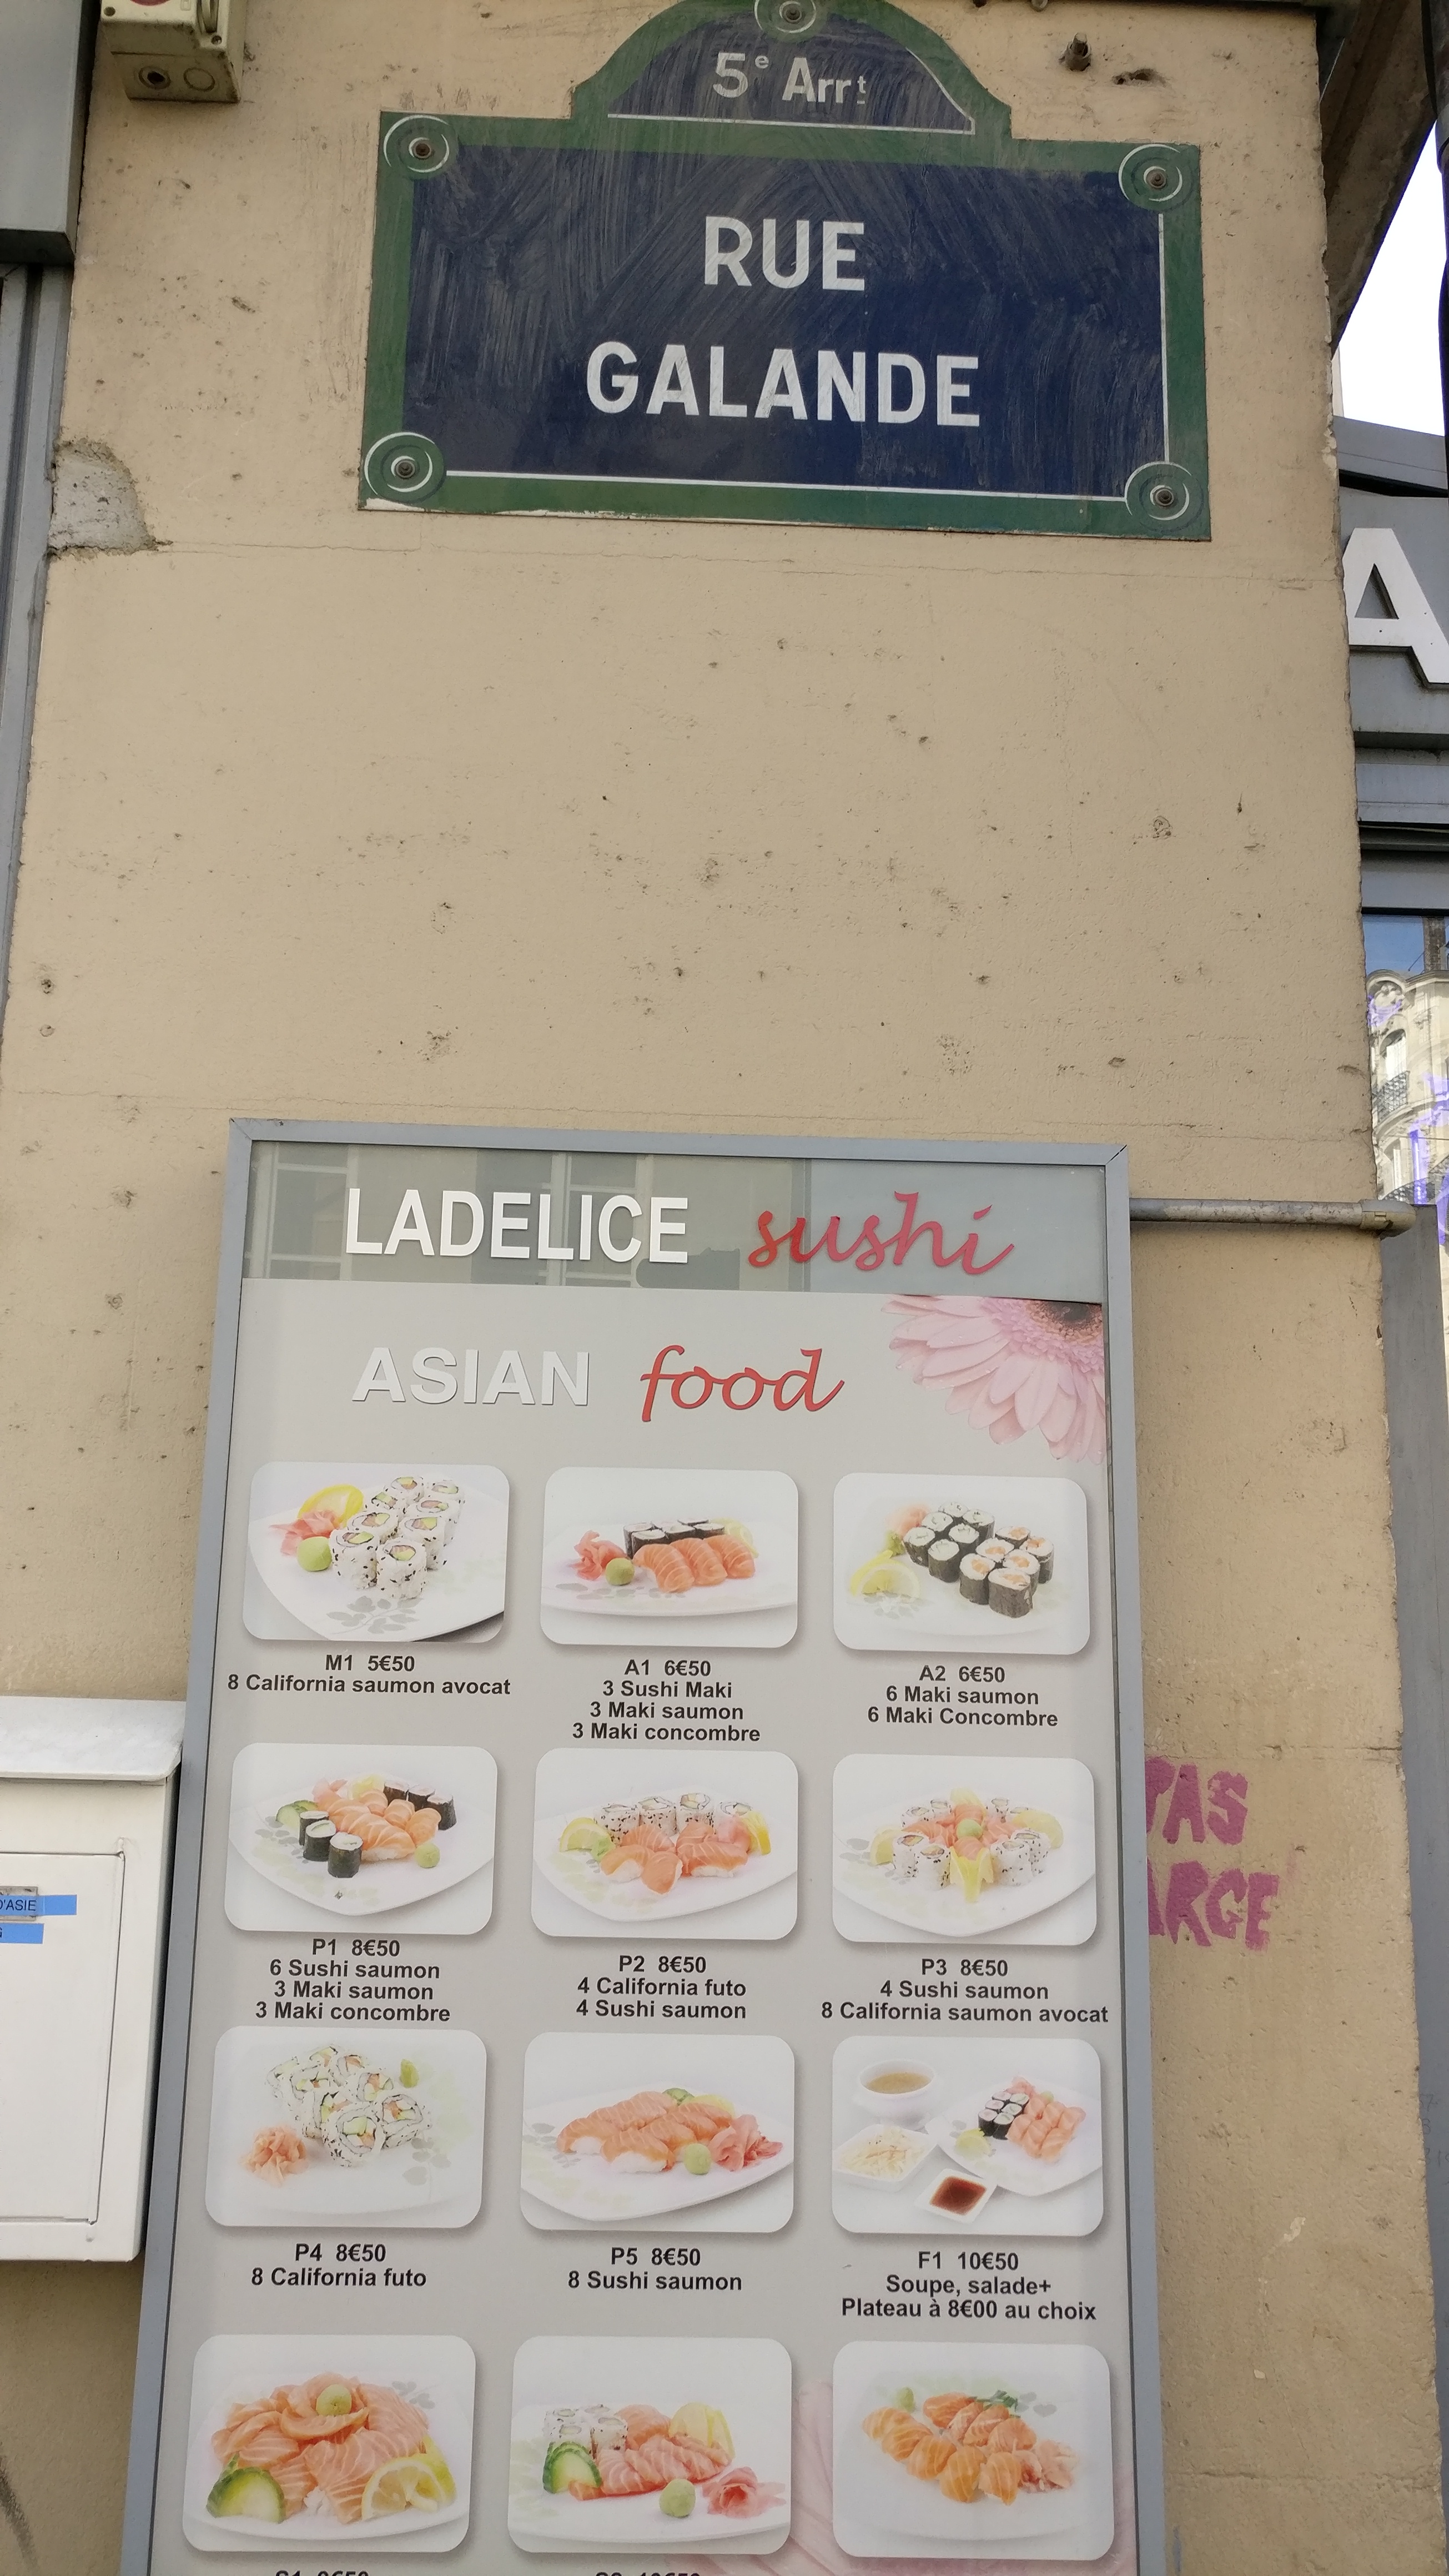 5e Arrt
RUE
GALANDE
A
LADELICE sushi
ASIAN food
M1 5€50
8 California saumon avocat
A1 6€50
3 Sushi Maki
3 Maki saumon
3 Maki concombre
A2 6€50
6 Maki saumon
6 Maki Concombre
P1 8€50
6 Sushi saumon
3 Maki saumon
3 Maki concombre
P2 8€50
4 California futo
4 Sushi saumon
P3 8€50
4 Sushi saumon
8 California saumon avocat
PAS
ARGE
D'ASIE
P4 8€50
8 California futo
P5 8€50
8 Sushi saumon
F1 10€50
Soupe, salade+
Plateau à 8€00 au choix